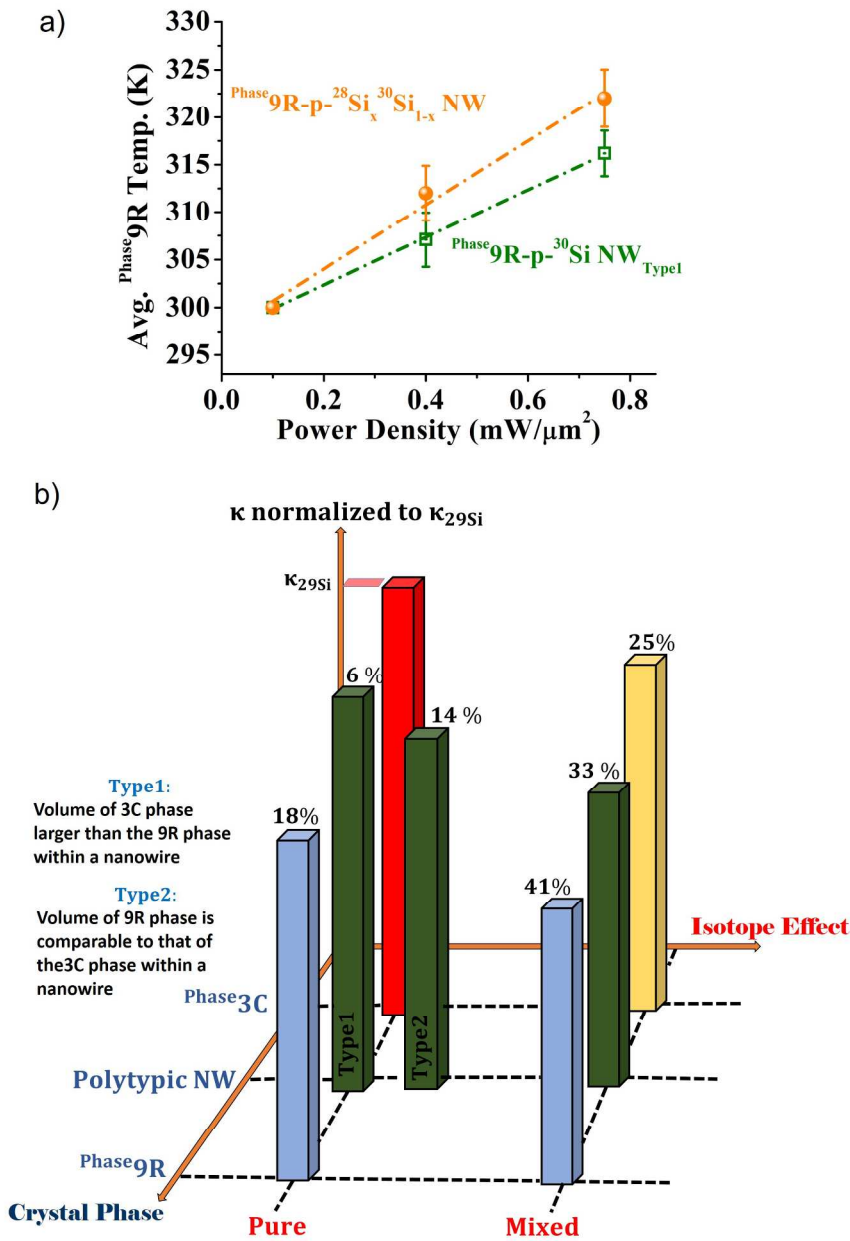 a)
Avg. Phase9R Temp. (K)
330
325
320
315
310
305
300
295
Phase9R-p-28Six30Si1-x NW
Phase9R-p-30Si NWType1
0.0 0.2 0.4 0.6 0.8
Power Density (mW/μm2)
b)
κ normalized to κ29Si
κ29Si
6 %
14 %
25%
33 %
18%
41%
Type1:
Volume of 3C phase
larger than the 9R phase
within a nanowire
Type2:
Volume of 9R phase is
comparable to that of
the3C phase within a
nanowire
Isotope Effect
Phase3C
Type1
Type2
Polytypic NW
Phase9R
Crystal Phase
Pure
Mixed